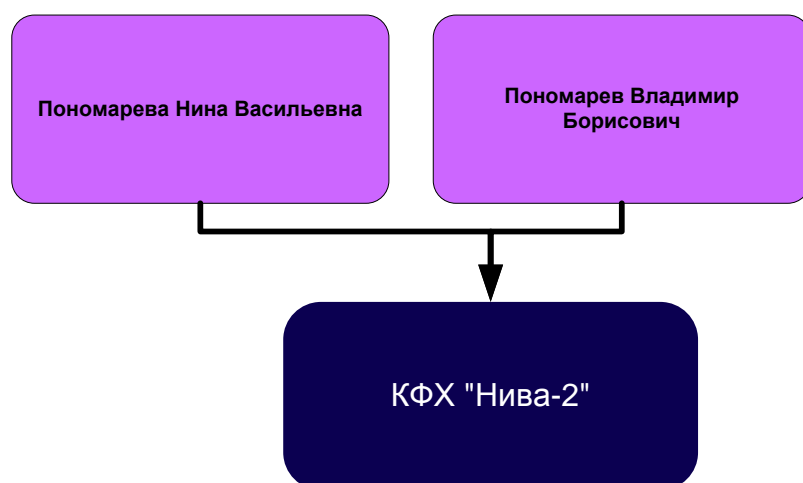 Пономарева Нина Васильевна
Пономарев Владимир
Борисович
КФХ "Нива-2"